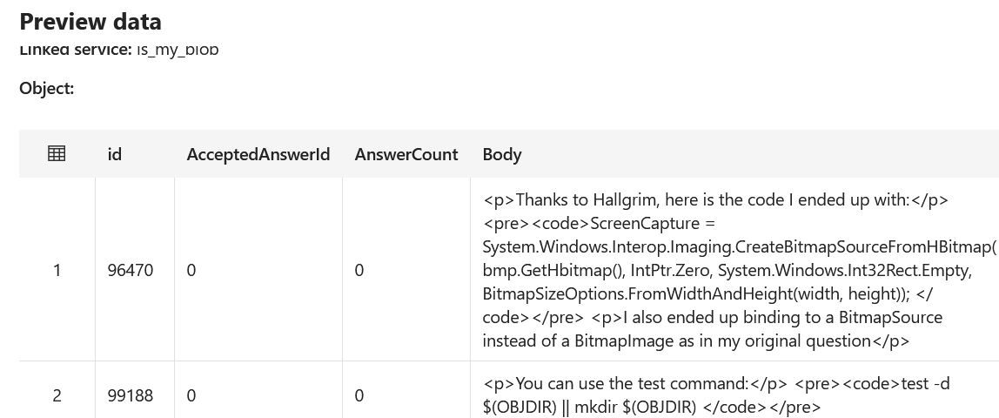 Preview data
Linked service: ls_my_blob
Object:
id AcceptedAnswerId AnswerCount Body
<p>Thanks to Hallgrim, here is the code I ended up with:</p>
<pre><code>ScreenCapture =
System.Windows.Interop.Imaging.CreateBitmapSourceFromHBitmap(
1 96470 0 0 bmp.GetHbitmap(), IntPtr.Zero, System.Windows.Int32Rect.Empty,
BitmapSizeOptions.FromWidthAndHeight(width, height)); </
code></pre> <p>I also ended up binding to a BitmapSource
instead of a BitmapImage as in my original question</p>
2 99188 0 0 <p>You can use the test command:</p> <pre><code>test -d
$(OBJDIR) || mkdir $(OBJDIR) </code></pre>